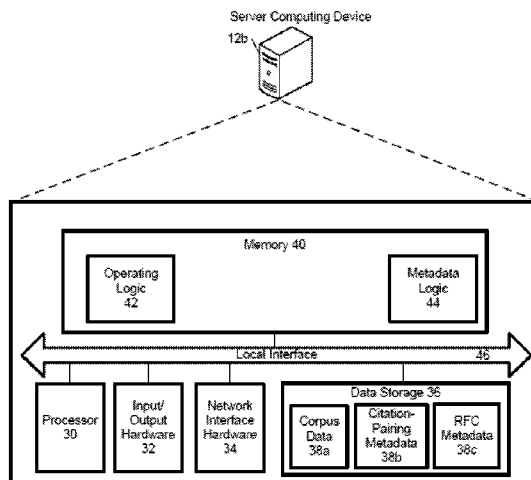 Server Computing Device
12b
Memory 40
Operating
Logic
42
Metadata
Logic
44
Local Interface
46
Processor
30
Input/
Output
Hardware
32
Network
Interface
Hardware
34
Data Storage 36
Corpus
Data
38a
Citation-
Pairing
Metadata
38b
RFC
Metadata
38c